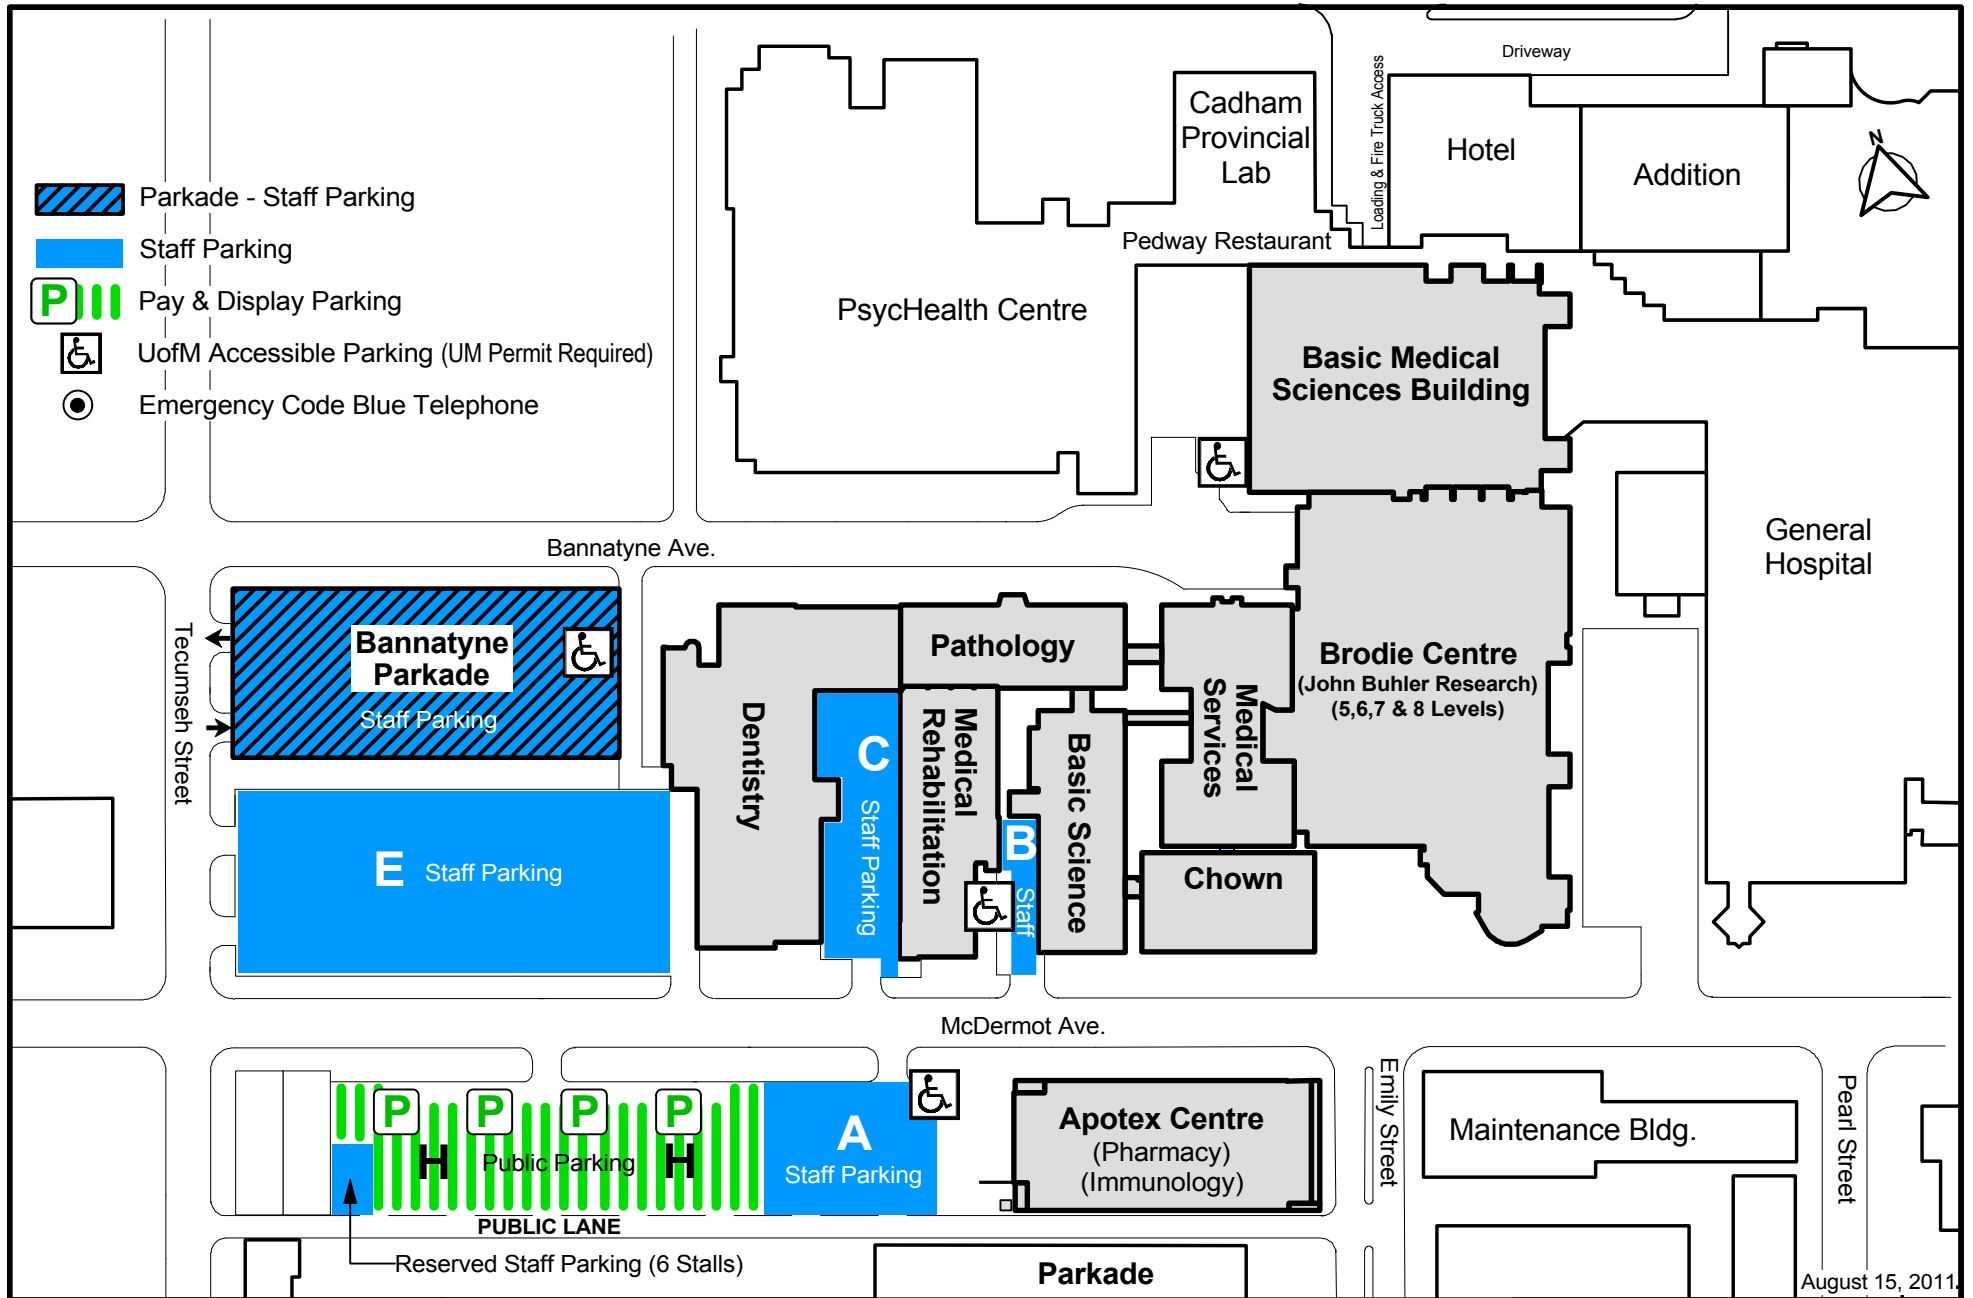 Driveway
Loading & Fire Truck Access
Cadham
Provincial
Lab
Hotel
Addition
N
Parkade - Staff Parking
Staff Parking
P
Pay & Display Parking
UofM Accessible Parking (UM Permit Required)
Emergency Code Blue Telephone
Pedway Restaurant
PsycHealth Centre
Basic Medical
Sciences Building
General
Hospital
Bannatyne Ave.
Tecumseh Street
Bannatyne
Parkade
Staff Parking
Dentistry
Pathology
C
Staff Parking
Medical
Rehabilitation
B
Staff
Basic Science
Medical
Services
Brodie Centre
(John Buhler Research)
(5,6,7 & 8 Levels)
Chown
E Staff Parking
McDermot Ave.
P
P
P
P
H
Public Parking
H
A
Staff Parking
Apotex Centre
(Pharmacy)
(Immunology)
Emily Street
Maintenance Bldg.
Pearl Street
PUBLIC LANE
Reserved Staff Parking (6 Stalls)
Parkade
August 15, 2011